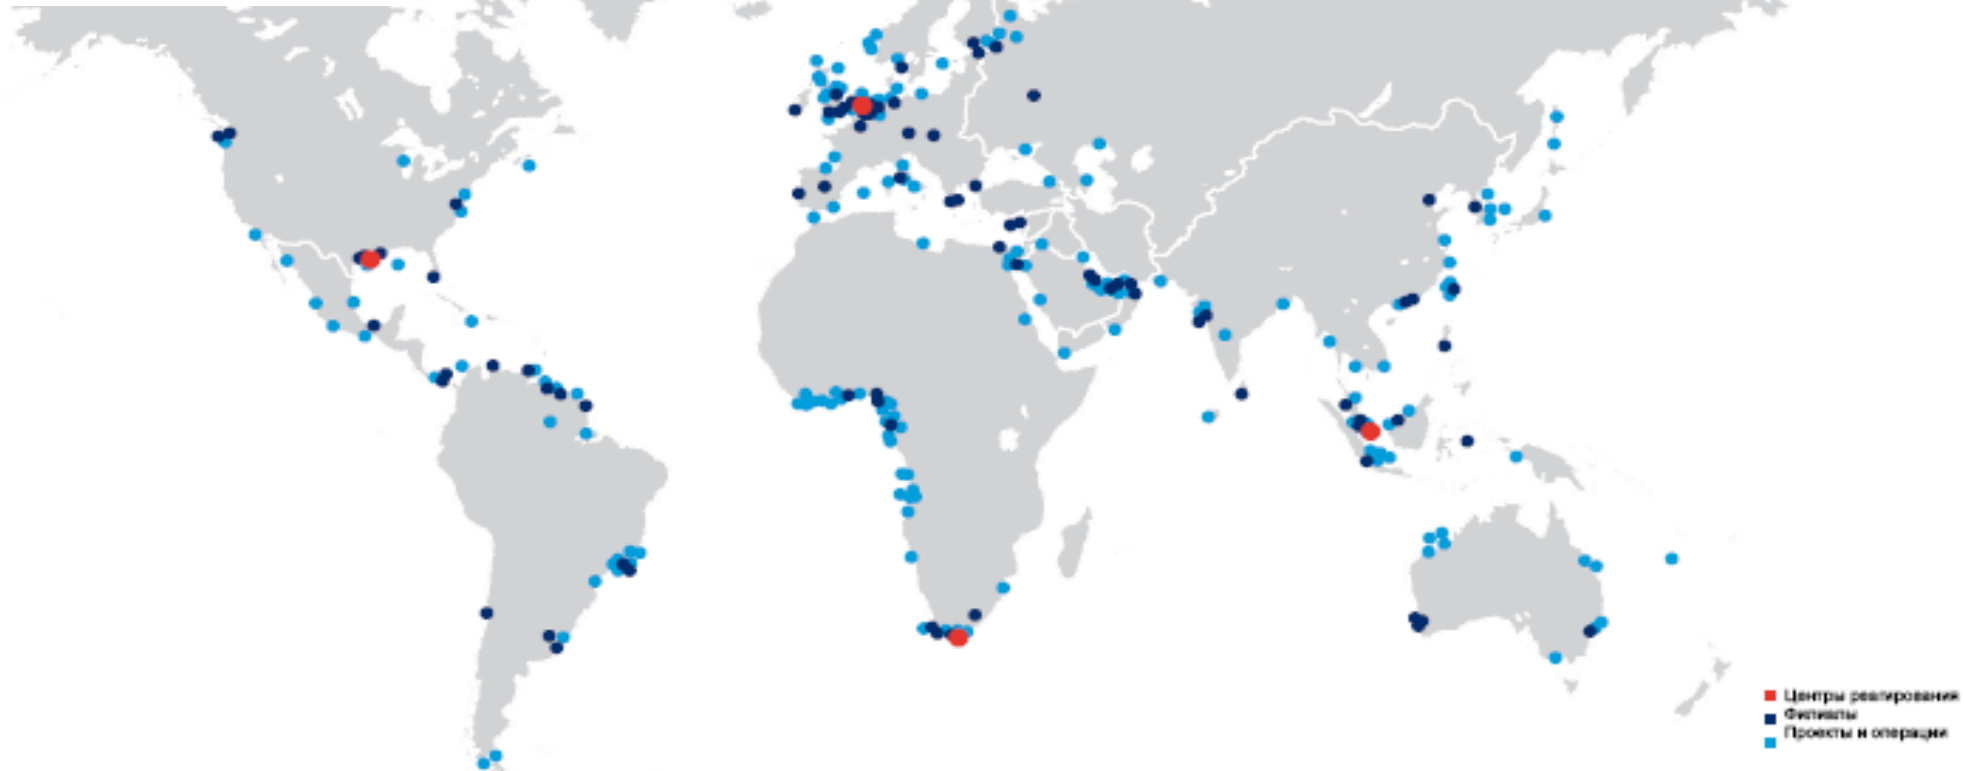 Центры реагирования
Филиалы
Проекты и операции